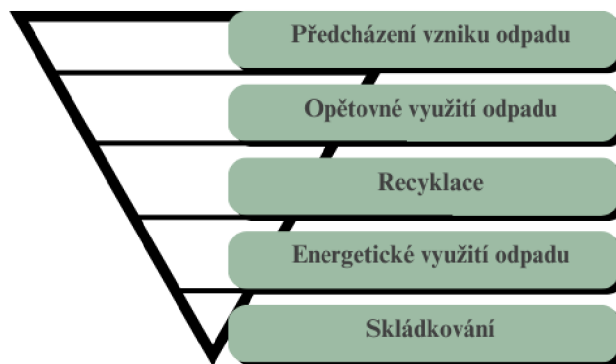 Předcházení vzniku odpadu
Opětovné využití odpadu
Recyklace
Energetické využití odpadu
Skládkování